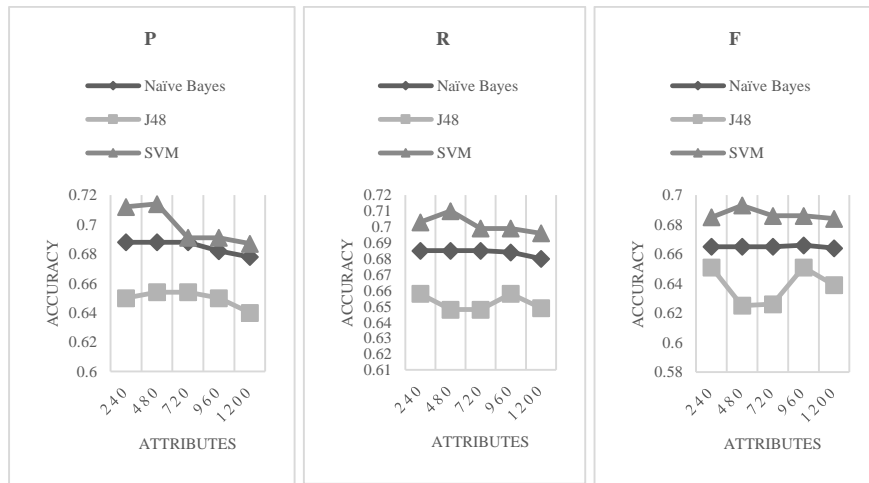 P
Naïve Bayes
J48
SVM
0.72
0.7
0.68
0.66
0.64
0.62
0.6
ACCURACY
240
480
720
960
1200
ATTRIBUTES
R
Naïve Bayes
J48
SVM
0.72
0.71
0.7
0.69
0.68
0.67
0.66
0.65
0.64
0.63
0.62
0.61
ACCURACY
240
480
720
960
1200
ATTRIBUTES
F
Naïve Bayes
J48
SVM
0.7
0.68
0.66
0.64
0.62
0.6
0.58
ACCURACY
240
480
720
960
1200
ATTRIBUTES